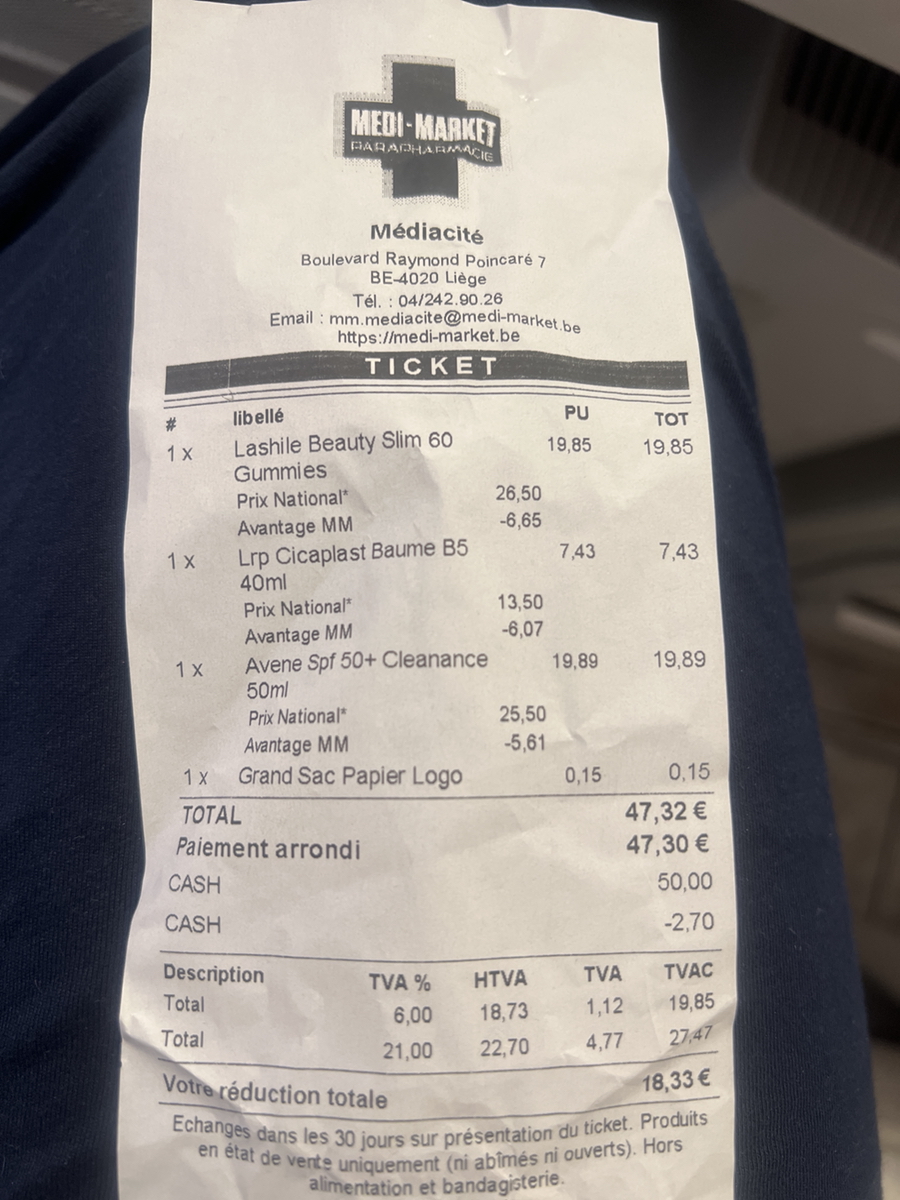 MEDI-MARKET
PARAPHARMACIE
Médiacité
Boulevard Raymond Poincaré 7
BE-4020 Liège
Tél. : 04/242.90.26
Email : mm.mediacite@medi-market.be
https://medi-market.be
TICKET
# libellé PU TOT
1 x Lashile Beauty Slim 60 19,85 19,85
Gummies
Prix National* 26,50
Avantage MM -6,65
1 x Lrp Cicaplast Baume B5 7,43 7,43
40ml
Prix National* 13,50
Avantage MM -6,07
1 x Avene Spf 50+ Cleanance 19,89 19,89
50ml
Prix National* 25,50
Avantage MM -5,61
1 x Grand Sac Papier Logo 0,15 0,15
TOTAL 47,32 €
Paiement arrondi 47,30 €
CASH 50,00
CASH -2,70
Description TVA % HTVA TVA TVAC
Total 6,00 18,73 1,12 19,85
Total 21,00 22,70 4,77 27,47
Votre réduction totale 18,33 €
Echanges dans les 30 jours sur présentation du ticket. Produits
en état de vente uniquement (ni abîmés ni ouverts). Hors
alimentation et bandagisterie.